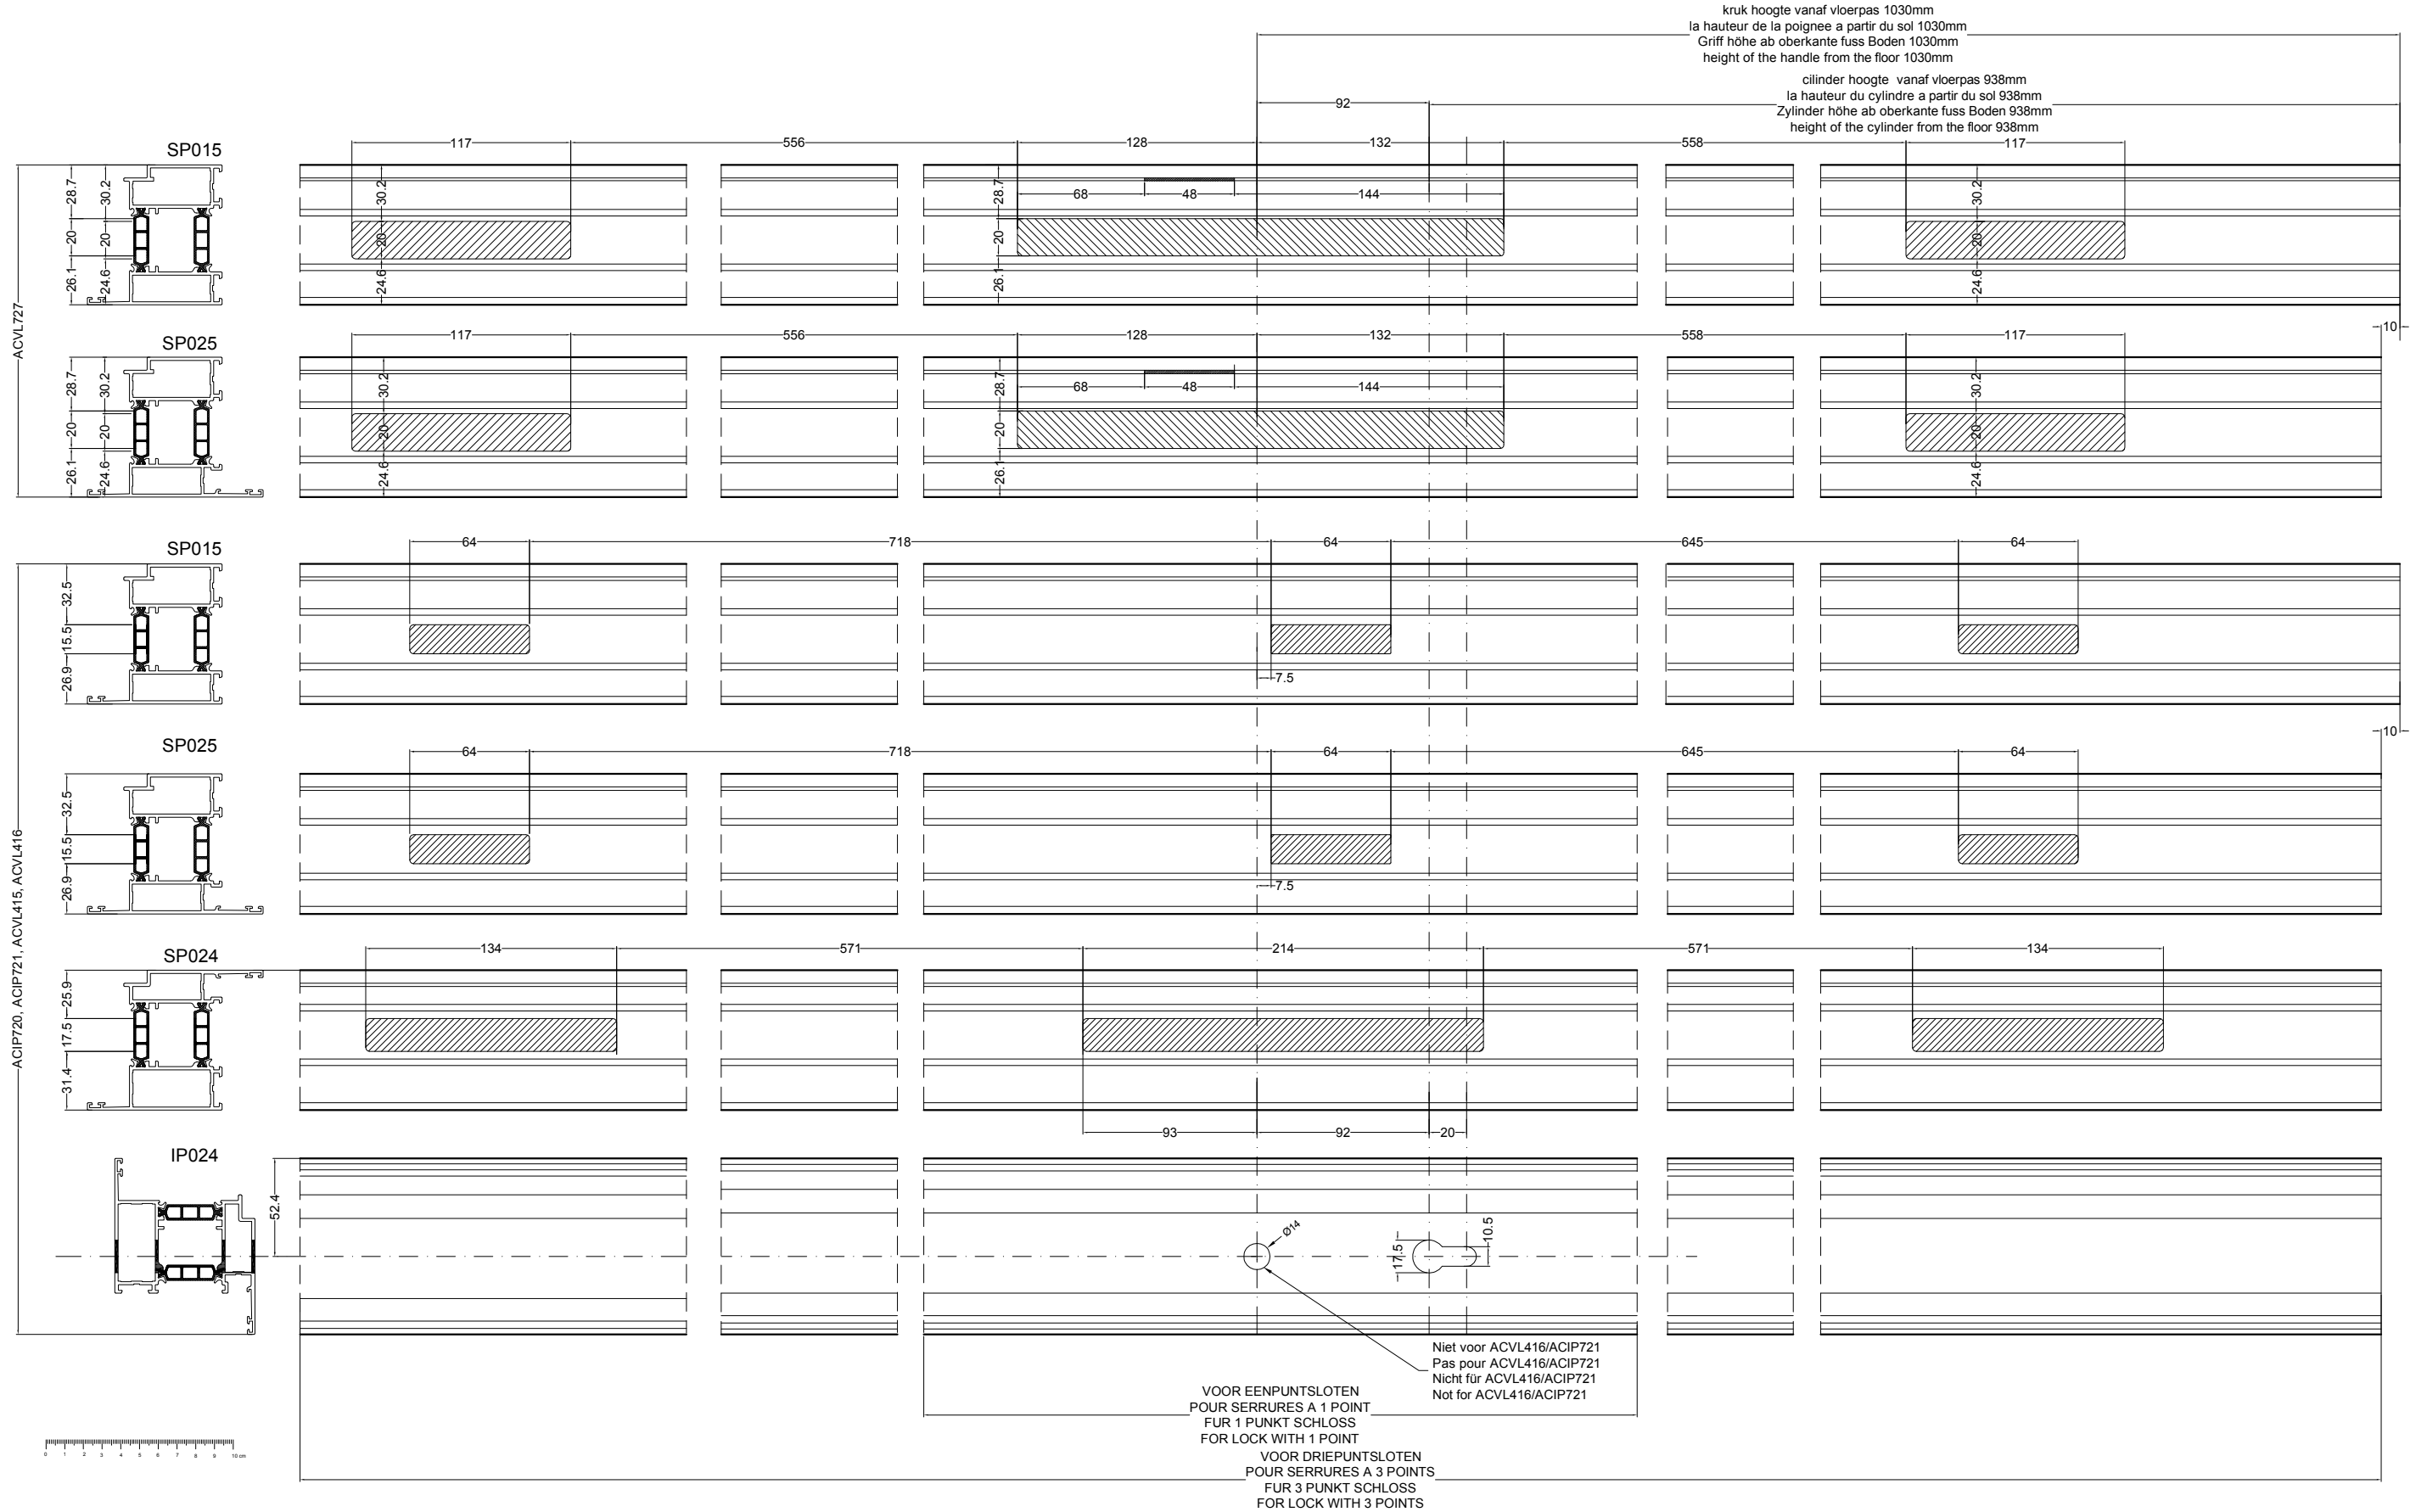 kruk hoogte vanaf vloerpas 1030mm
la hauteur de la poignee a partir du sol 1030mm
Griff höhe ab oberkante fuss Boden 1030mm
height of the handle from the floor 1030mm
cilinder hoogte vanaf vloerpas 938mm
la hauteur du cylindre a partir du sol 938mm
Zylinder höhe ab oberkante fuss Boden 938mm
height of the cylinder from the floor 938mm
92
ACVL727
SP015
117 556 128 132 558 117
28.7 30.2 30.2 28.7 30.2
68 48 144
20 20 20 20 20
26.1 24.6 24.6 26.1 24.6
10
SP025
117 556 128 132 558 117
28.7 30.2 30.2 28.7 30.2
68 48 144
20 20 20 20 20
26.1 24.6 24.6 26.1 24.6
ACIP720, ACIP721, ACVL415, ACVL416
SP015
64 718 64 645 64
32.5
15.5
26.9
7.5
10
SP025
64 718 64 645 64
32.5
15.5
26.9
7.5
SP024
134 571 214 571 134
25.9
17.5
31.4
93 92 20
IP024
52.4
Ø14
17.5
10.5
Niet voor ACVL416/ACIP721
Pas pour ACVL416/ACIP721
Nicht für ACVL416/ACIP721
Not for ACVL416/ACIP721
VOOR EENPUNTSLOTEN
POUR SERRURES A 1 POINT
FUR 1 PUNKT SCHLOSS
FOR LOCK WITH 1 POINT
VOOR DRIEPUNTSLOTEN
POUR SERRURES A 3 POINTS
FUR 3 PUNKT SCHLOSS
FOR LOCK WITH 3 POINTS
0 1 2 3 4 5 6 7 8 9 10 cm